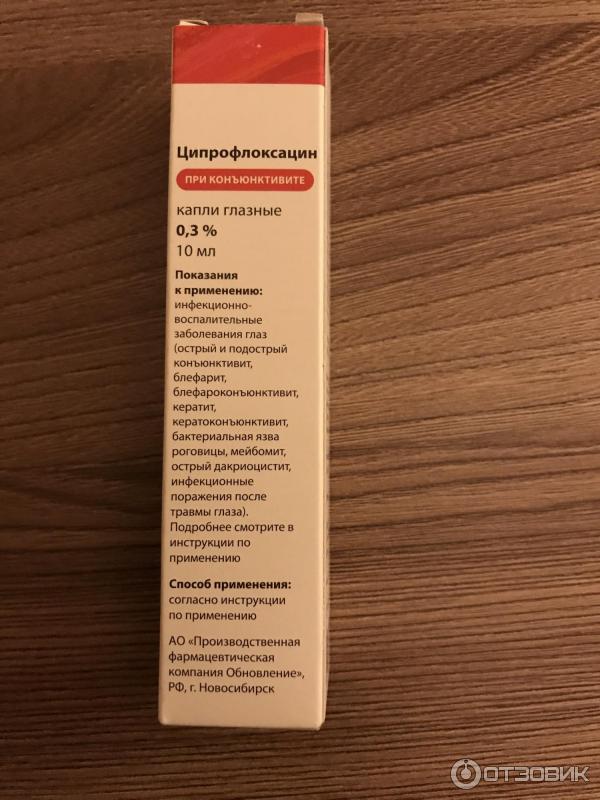 Ципрофлоксацин
ПРИ КОНЪЮНКТИВИТЕ
капли глазные
0,3 %
10 мл
Показания
к применению:
инфекционно-
воспалительные
заболевания глаз
(острый и подострый
конъюнктивит,
блефарит,
блефароконъюнктивит,
кератит,
кератоконъюнктивит,
бактериальная язва
роговицы, мейбомит,
острый дакриоцистит,
инфекционные
поражения после
травмы глаза).
Подробнее смотрите в
инструкции по
применению
Способ применения:
согласно инструкции
по применению
АО «Производственная
фармацевтическая
компания Обновление»,
РФ, г. Новосибирск
ОТЗОВИК